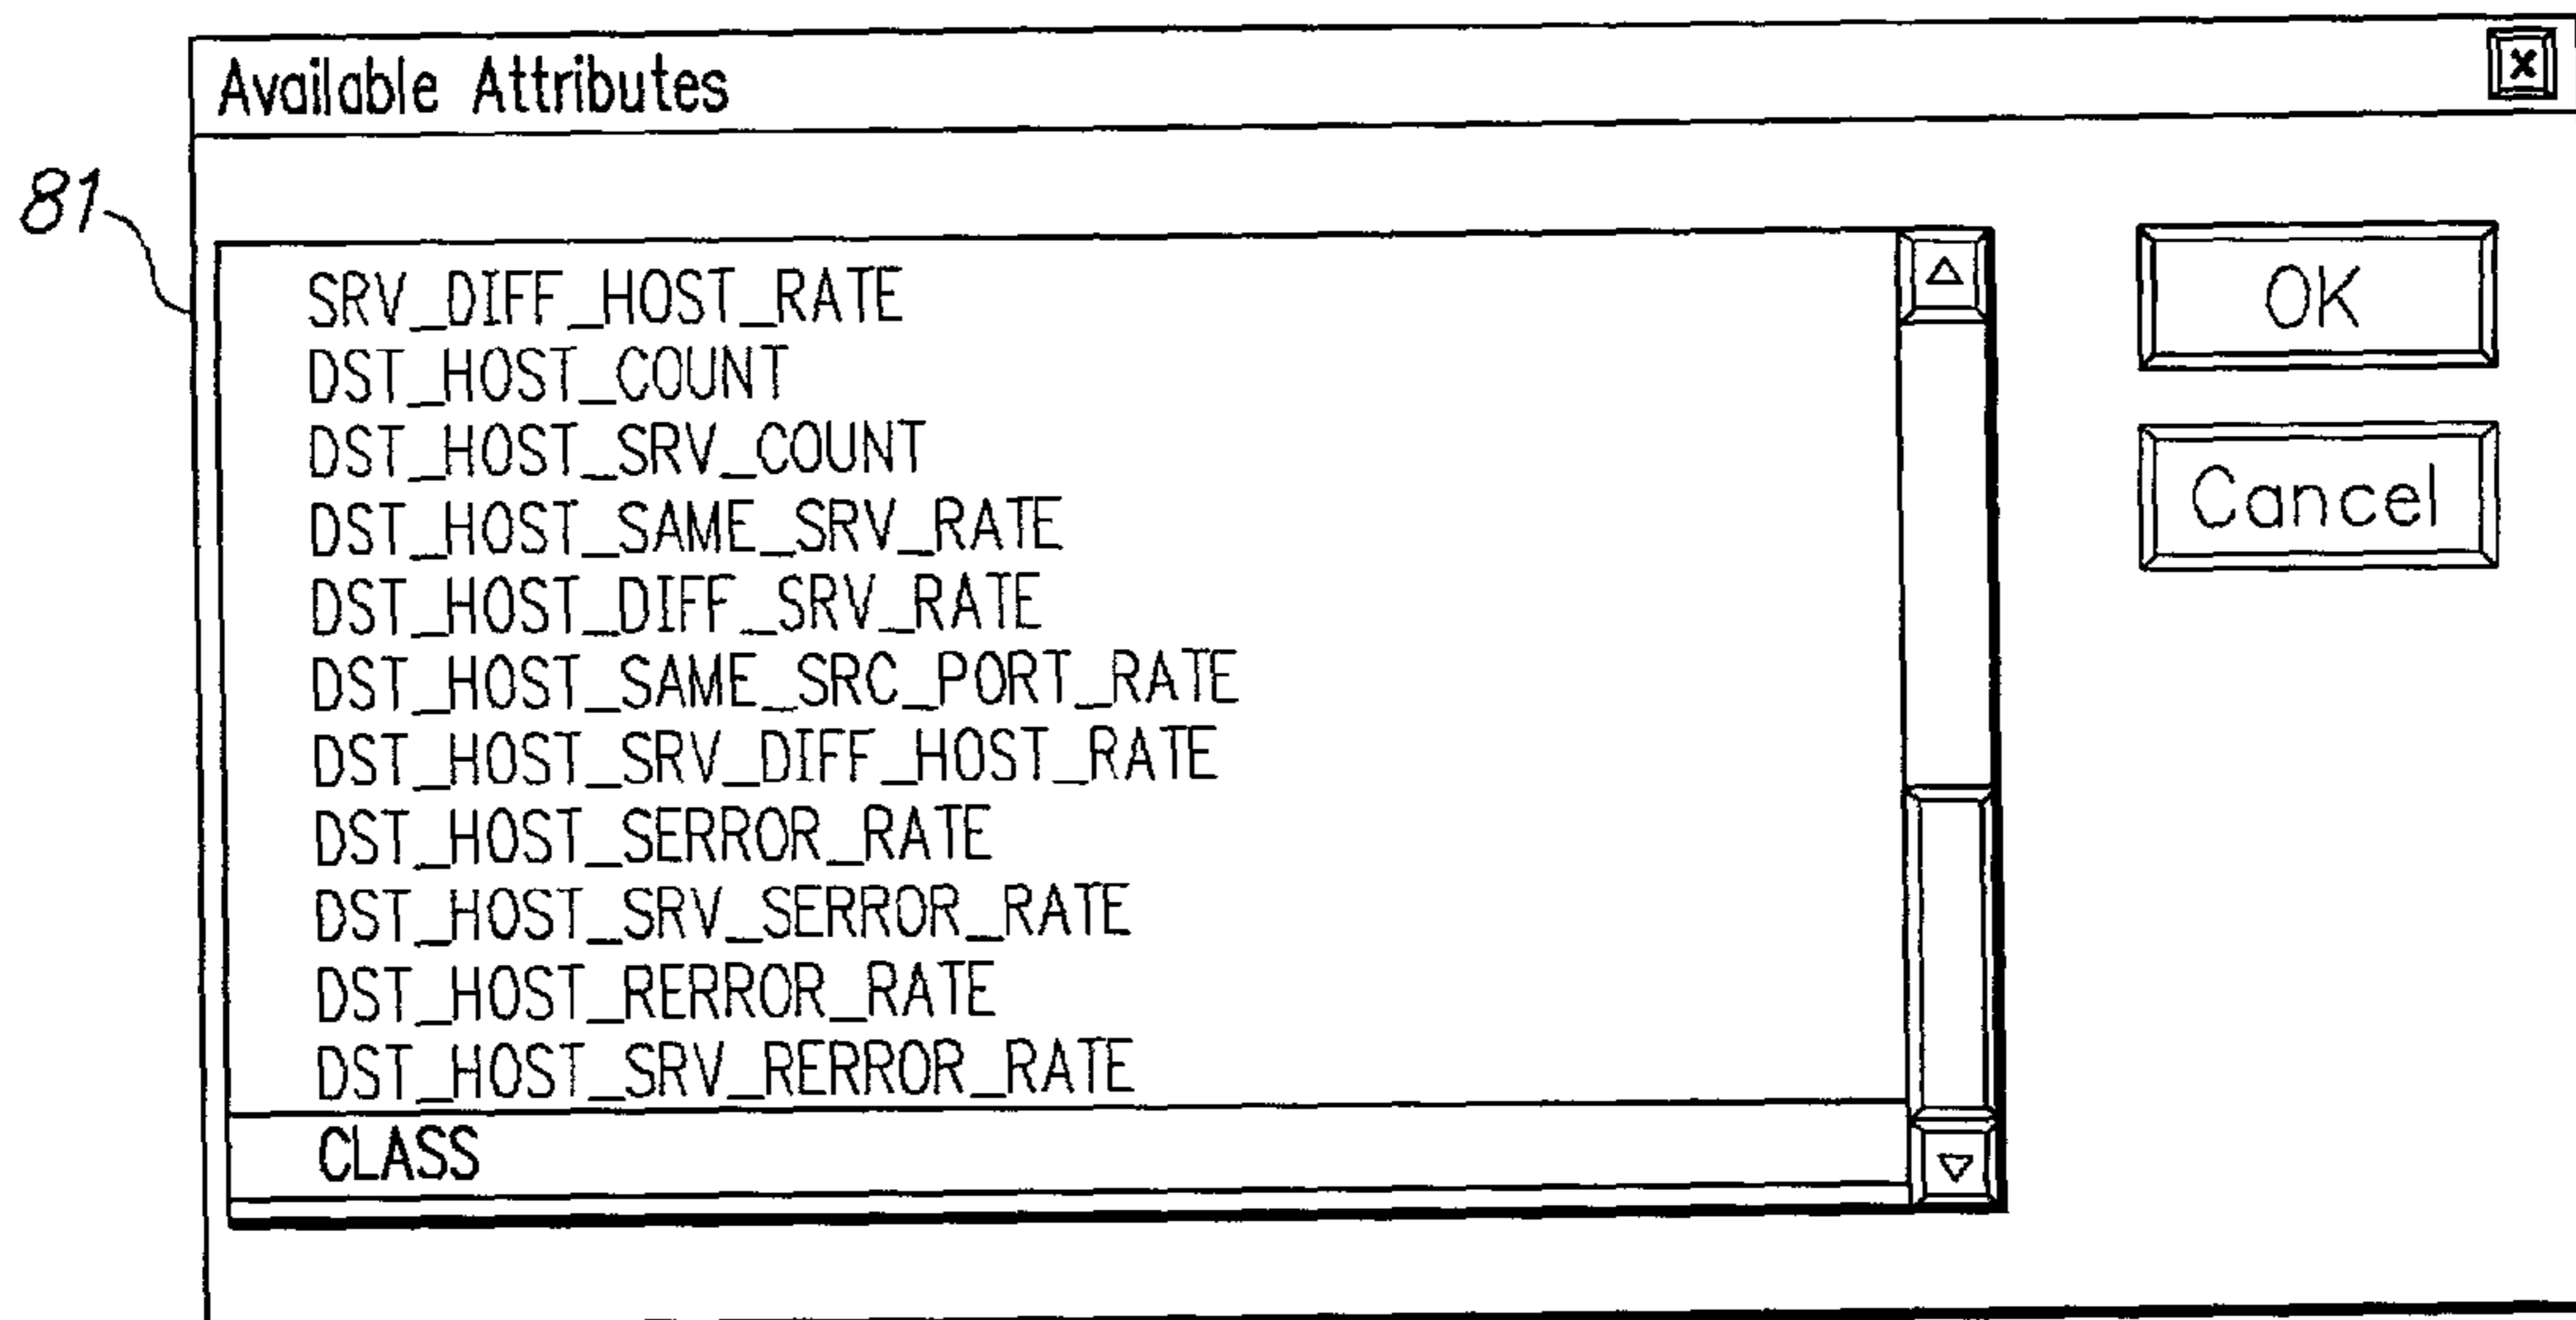 Available Attributes
81
SRV_DIFF_HOST_RATE
DST_HOST_COUNT
DST_HOST_SRV_COUNT
DST_HOST_SAME_SRV_RATE
DST_HOST_DIFF_SRV_RATE
DST_HOST_SAME_SRC_PORT_RATE
DST_HOST_SRV_DIFF_HOST_RATE
DST_HOST_SERROR_RATE
DST_HOST_SRV_SERROR_RATE
DST_HOST_RERROR_RATE
DST_HOST_SRV_RERROR_RATE
CLASS
OK
Cancel